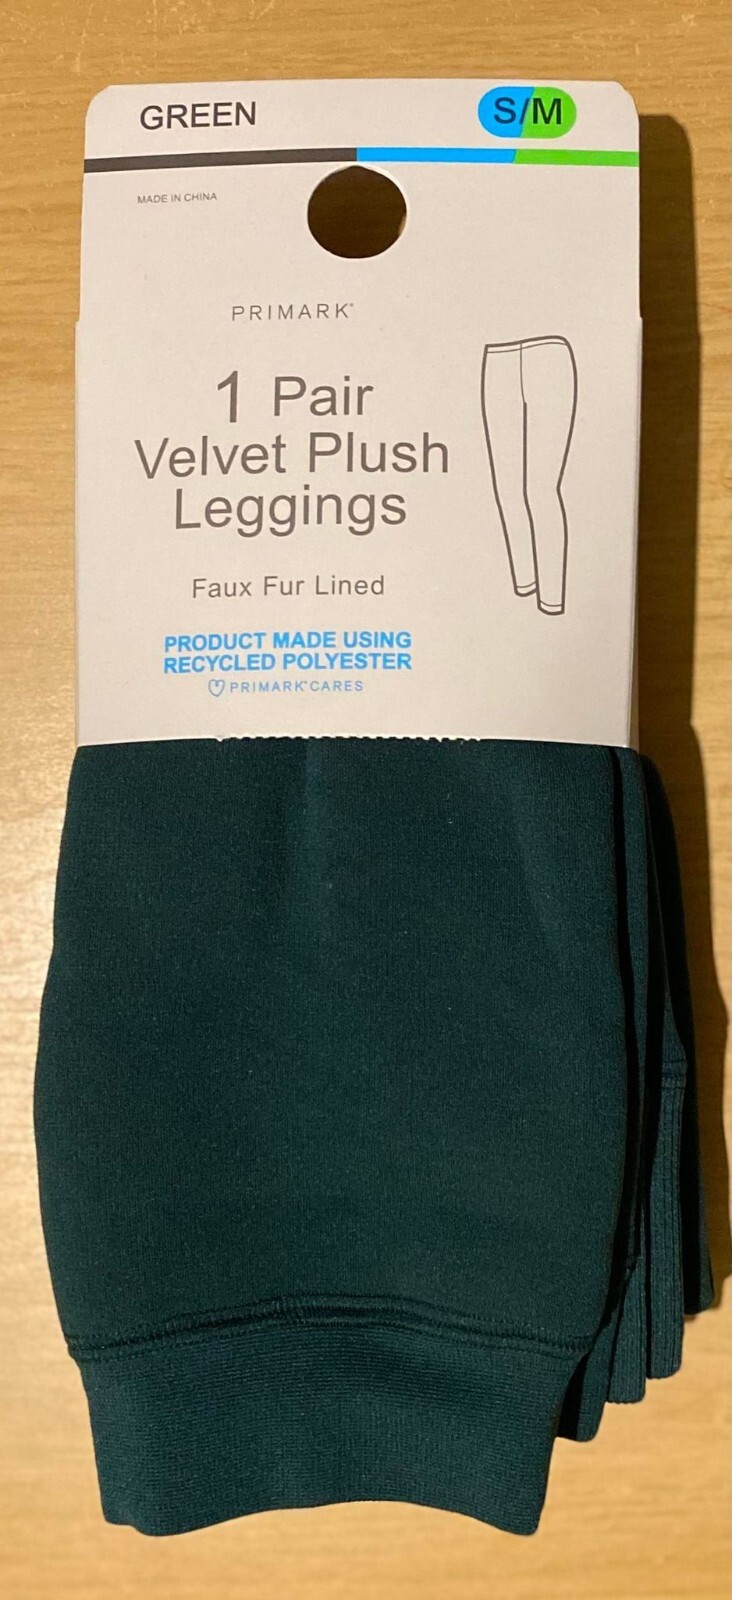 GREEN
S/M
MADE IN CHINA
PRIMARK®
1 Pair
Velvet Plush
Leggings
Faux Fur Lined
PRODUCT MADE USING
RECYCLED POLYESTER
PRIMARK®CARES